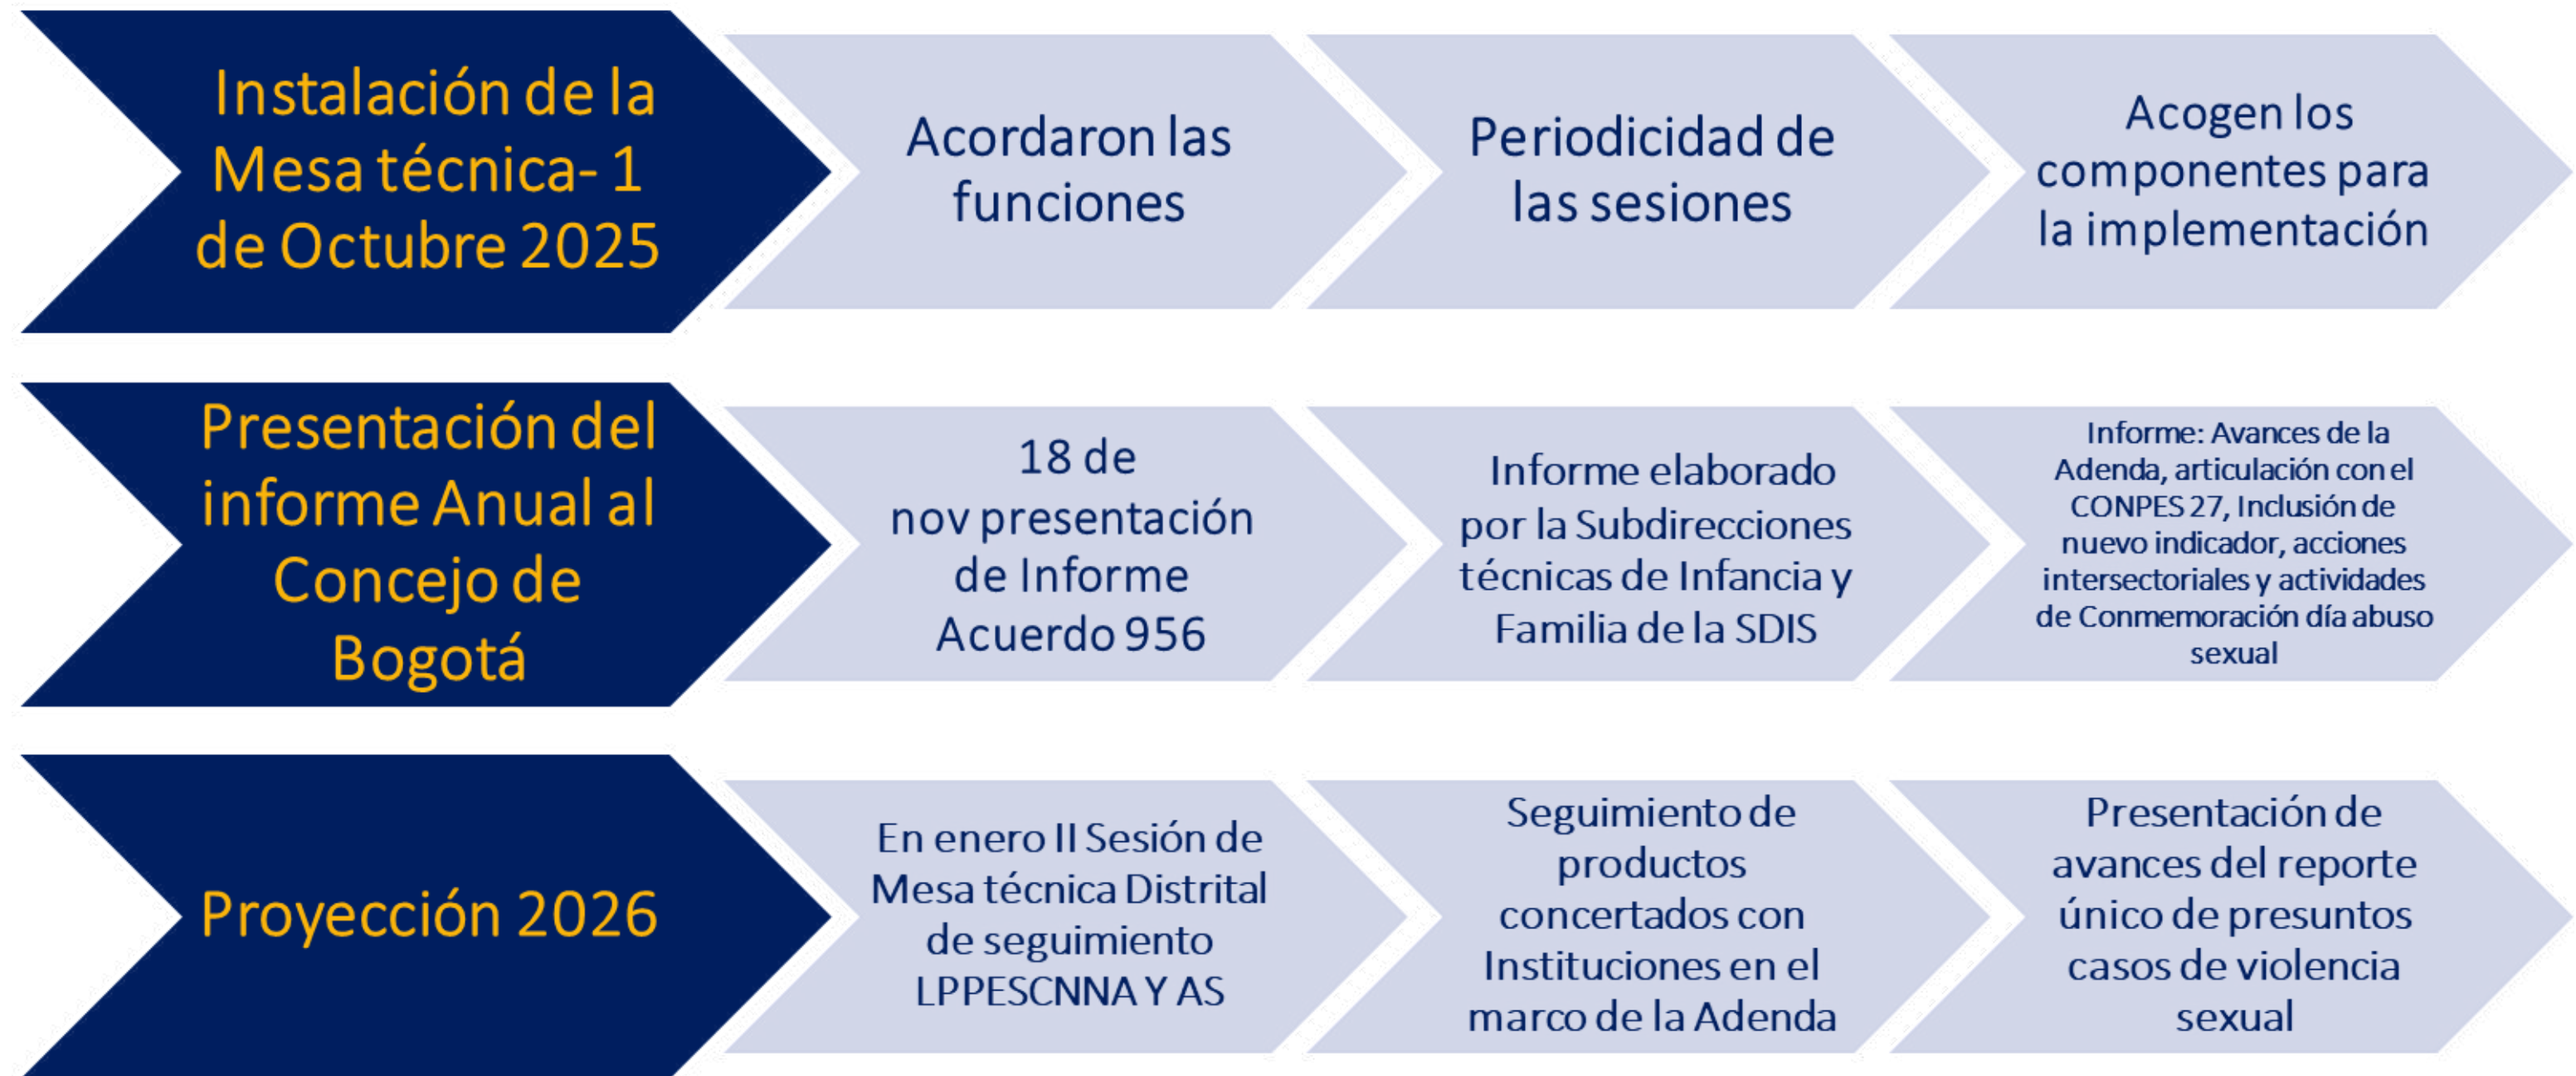 Instalación de la
Mesa técnica- 1
de Octubre 2025
Acordaron las
funciones
Periodicidad de
las sesiones
Acogen los
componentes para
la implementación
Presentación del
informe Anual al
Concejo de
Bogotá
18 de
nov presentación
de Informe
Acuerdo 956
Informe elaborado
por la Subdirecciones
técnicas de Infancia y
Familia de la SDIS
Informe: Avances de la
Adenda, articulación con el
CONPES 27, Inclusión de
nuevo indicador, acciones
intersectoriales y actividades
de Conmemoración día abuso
sexual
Proyección 2026
En enero II Sesión de
Mesa técnica Distrital
de seguimiento
LPPESCNNA Y AS
Seguimiento de
productos
concertados con
Instituciones en el
marco de la Adenda
Presentación de
avances del reporte
único de presuntos
casos de violencia
sexual